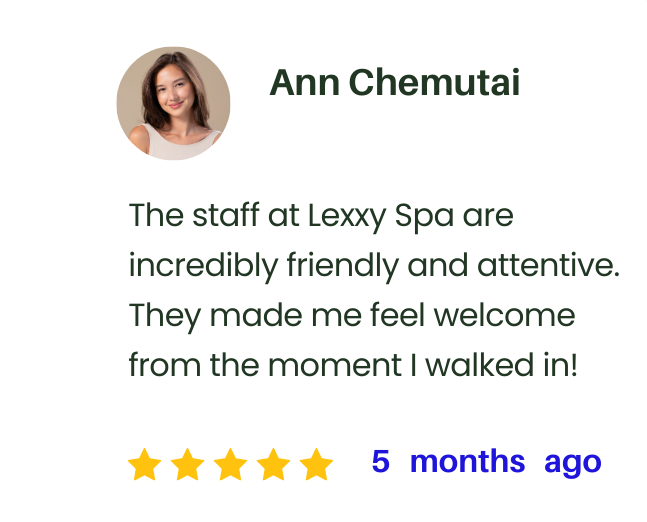 Ann Chemutai
The staff at Lexxy Spa are
incredibly friendly and attentive.
They made me feel welcome
from the moment I walked in!
5 months ago